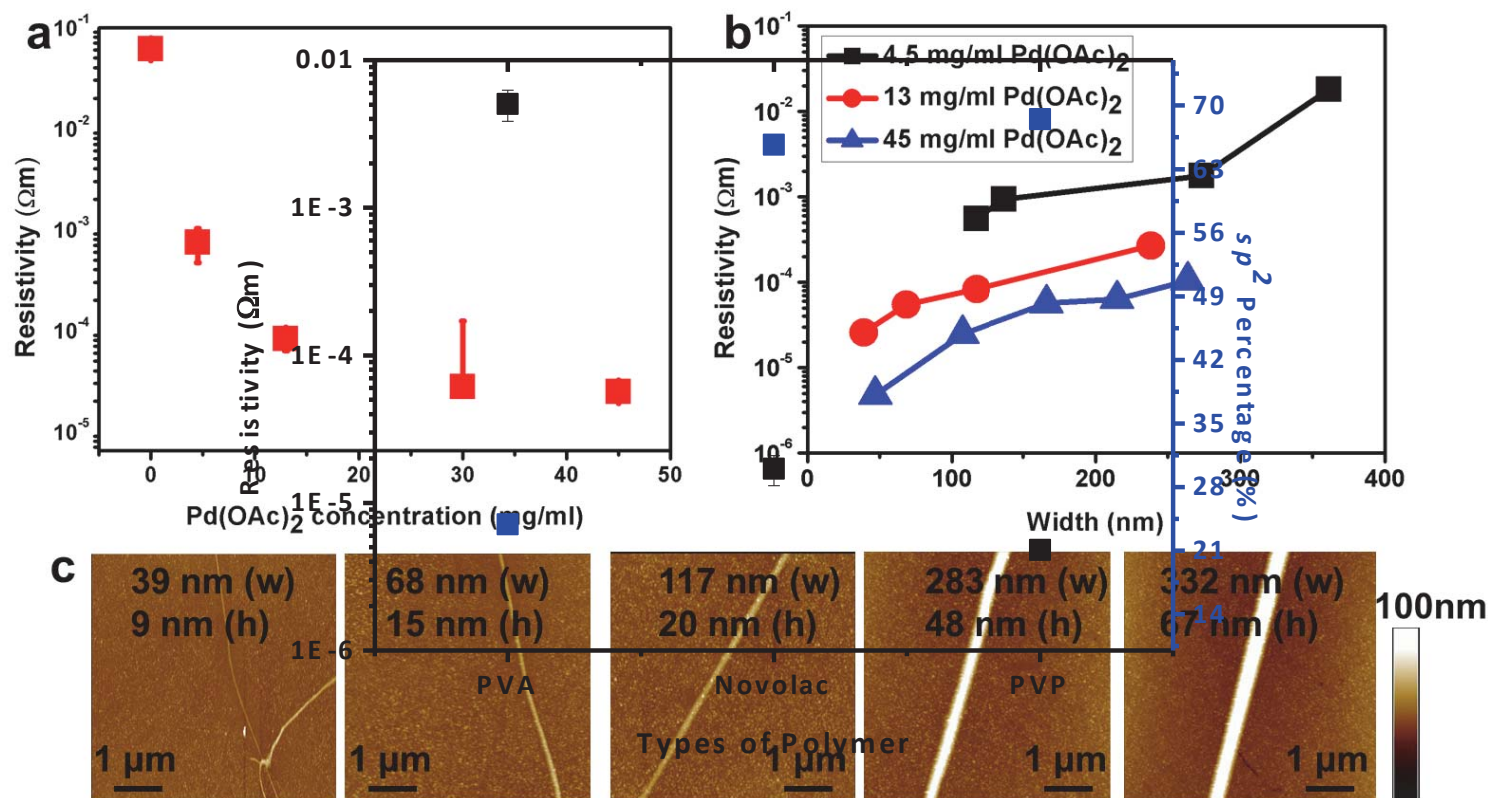 a
10-1
10-2
10-3
10-4
10-5
Resistivity (Ωm)
0 10 20 30 40 50
Pd(OAc)2 concentration (mg/ml)
b
10-1
10-2
10-3
10-4
10-5
10-6
Resistivity (Ωm)
4.5 mg/ml Pd(OAc)2
13 mg/ml Pd(OAc)2
45 mg/ml Pd(OAc)2
0 100 200 300 400
Width (nm)
0.01
1E-3
1E-4
1E-5
1E-6
Resistivity (Ωm)
70
63
56
49
42
35
28
21
14
sp2 Percentage (%)
PVA Novolac PVP
Types of Polymer
c
39 nm (w)
9 nm (h)
1 μm
68 nm (w)
15 nm (h)
1 μm
117 nm (w)
20 nm (h)
1 μm
283 nm (w)
48 nm (h)
1 μm
332 nm (w)
67 nm (h)
1 μm
100nm